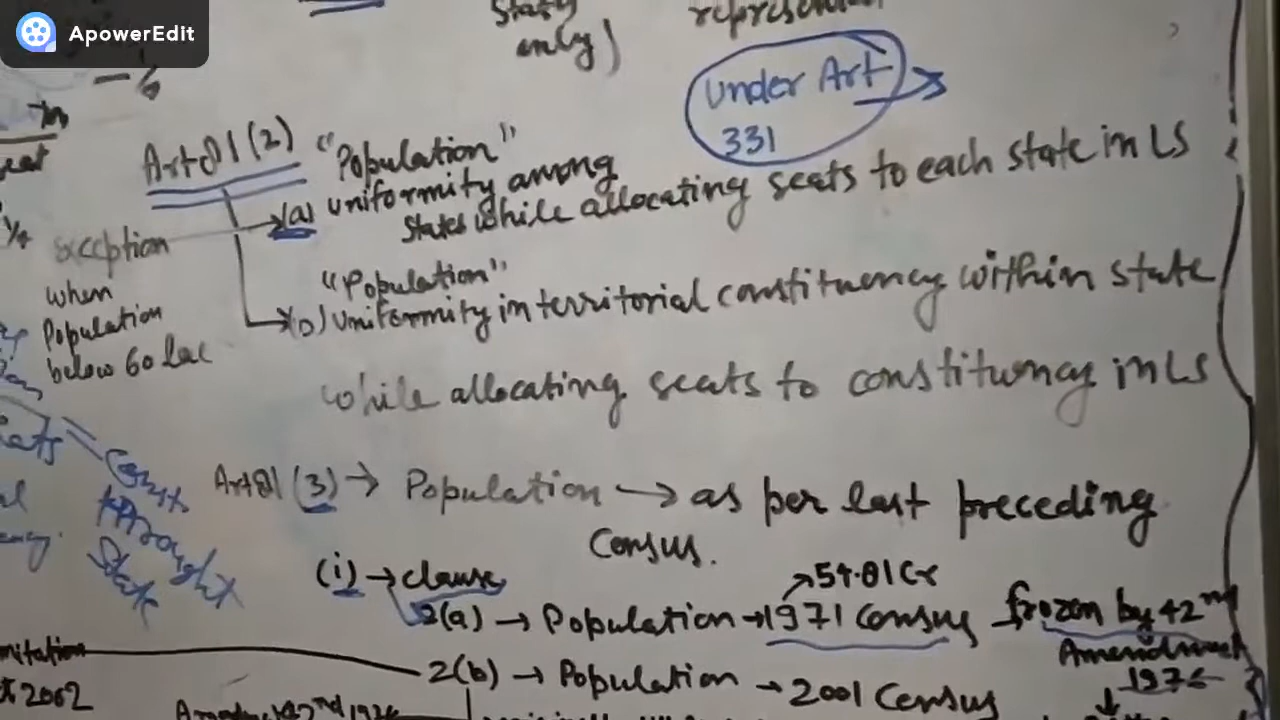 ApowerEdit
only)
under Art
331
Art 81(2) "Population"
(a) uniformity among
states while allocating seats to each state in LS
exception
when
Population
below 60 lac
"Population"
(b) Uniformity in territorial constituency within state
while allocating seats to constituency in LS
Art 81 (3) → Population → as per last preceding
Census.
(i) → clause
2(a) → Population → 1971 Census → frozen by 42nd
54.81 Cr
Amendment
1976
2(b) → Population → 2001 Census
const.
throught
State